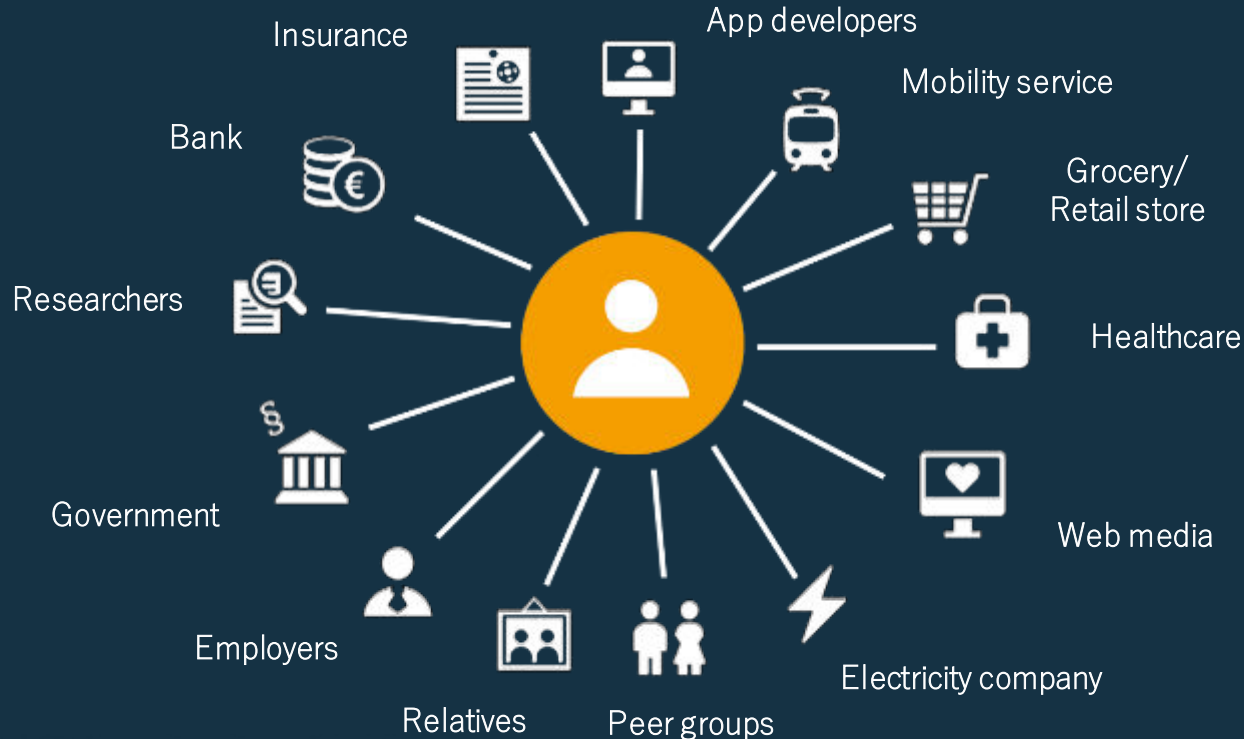 App developers
Insurance
Mobility service
Bank
Grocery/
Retail store
€
Researchers
Healthcare
§
Government
Web media
Employers
Electricity company
Relatives
Peer groups